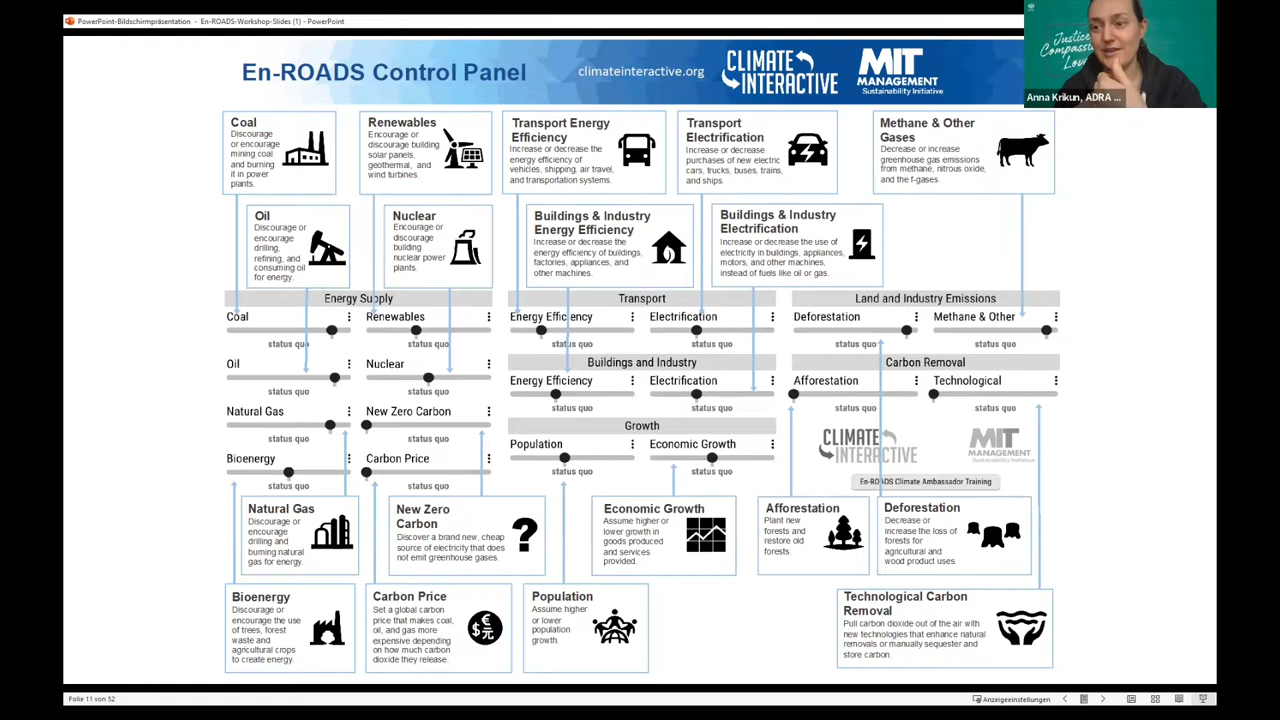 PowerPoint-Bildschirmpräsentation - En-ROADS-Workshop-Slides (1) - PowerPoint
En-ROADS Control Panel
climateinteractive.org
CLIMATE
INTERACTIVE
MIT
MANAGEMENT
Sustainability Initiative
Justice
Compassion
Love
Anna Krikun, ADRA ...
Coal
Discourage
or encourage
mining coal
and burning
it in power
plants.
Renewables
Encourage or
discourage building
solar panels,
geothermal, and
wind turbines.
Transport Energy
Efficiency
Increase or decrease the
energy efficiency of
vehicles, shipping, air travel,
and transportation systems.
Transport
Electrification
Increase or decrease
purchases of new electric
cars, trucks, buses, trains,
and ships.
Methane & Other
Gases
Decrease or increase
greenhouse gas emissions
from methane, nitrous oxide,
and the f-gases.
Oil
Discourage or
encourage
drilling,
refining, and
consuming oil
for energy.
Nuclear
Encourage or
discourage
building
nuclear power
plants.
Buildings & Industry
Energy Efficiency
Increase or decrease the
energy efficiency of buildings,
factories, appliances, and
other machines.
Buildings & Industry
Electrification
Increase or decrease the use of
electricity in buildings, appliances,
motors, and other machines,
instead of fuels like oil or gas.
Energy Supply
Coal
status quo
Renewables
status quo
Oil
status quo
Nuclear
status quo
Natural Gas
status quo
New Zero Carbon
status quo
Bioenergy
status quo
Carbon Price
status quo
Transport
Energy Efficiency
status quo
Electrification
status quo
Buildings and Industry
Energy Efficiency
status quo
Electrification
status quo
Growth
Population
status quo
Economic Growth
status quo
Land and Industry Emissions
Deforestation
status quo
Methane & Other
status quo
Carbon Removal
Afforestation
status quo
Technological
status quo
CLIMATE
INTERACTIVE
MIT
MANAGEMENT
Sustainability Initiative
En-ROADS Climate Ambassador Training
Natural Gas
Discourage or
encourage
drilling and
burning natural
gas for energy.
New Zero
Carbon
Discover a brand new, cheap
source of electricity that does
not emit greenhouse gases.
?
Economic Growth
Assume higher or
lower growth in
goods produced
and services
provided.
Afforestation
Plant new
forests and
restore old
forests.
Deforestation
Decrease or
increase the loss
of forests for
agricultural and
wood product uses.
Bioenergy
Discourage or
encourage the use
of trees, forest
waste and
agricultural crops
to create energy.
Carbon Price
Set a global carbon
price that makes coal,
oil, and gas more
expensive depending
on how much carbon
dioxide they release.
$€元
Population
Assume higher
or lower
population
growth.
Technological Carbon
Removal
Pull carbon dioxide out of the air with
new technologies that enhance natural
removals or manually sequester and
store carbon.
Folie 11 von 52
Anzeigeeinstellungen